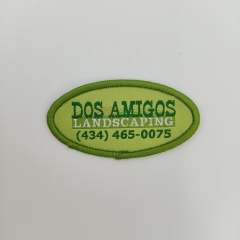 DOS AMIGOS
LANDSCAPING
(434) 465-0075